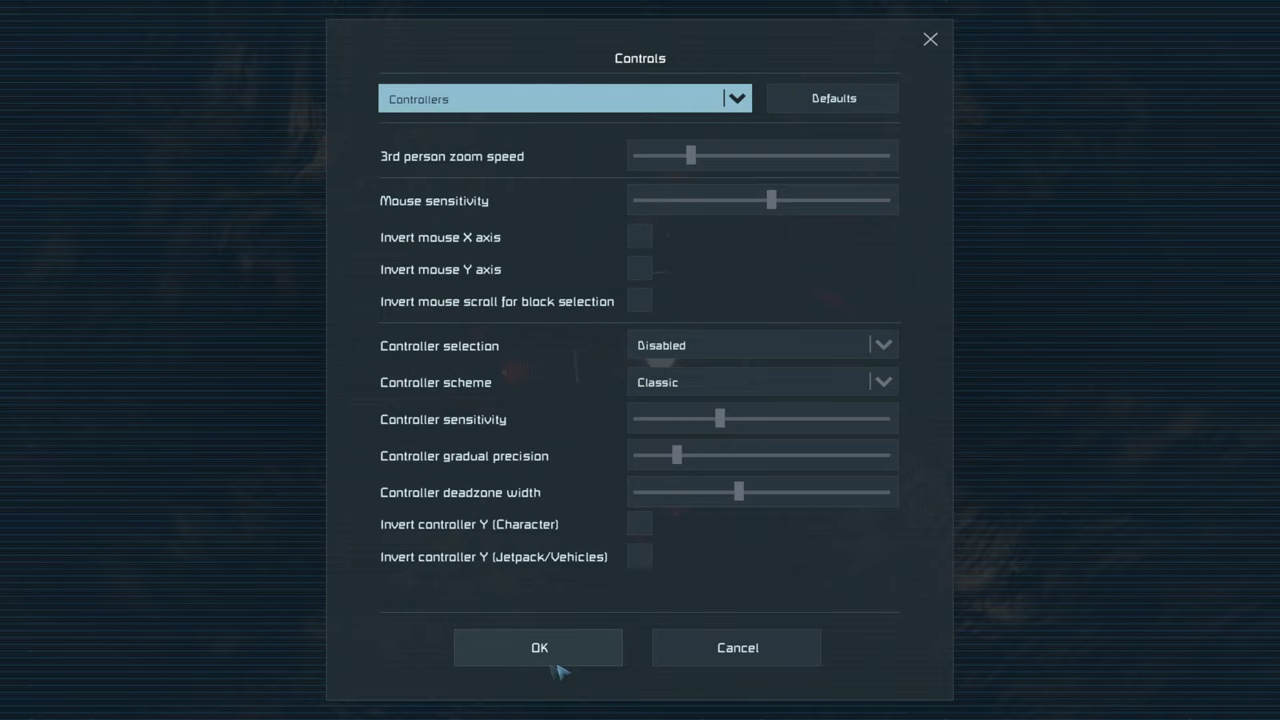 Controls
Controllers
Defaults
3rd person zoom speed
Mouse sensitivity
Invert mouse X axis
Invert mouse Y axis
Invert mouse scroll for block selection
Controller selection
Disabled
Controller scheme
Classic
Controller sensitivity
Controller gradual precision
Controller deadzone width
Invert controller Y (Character)
Invert controller Y (Jetpack/Vehicles)
OK
Cancel